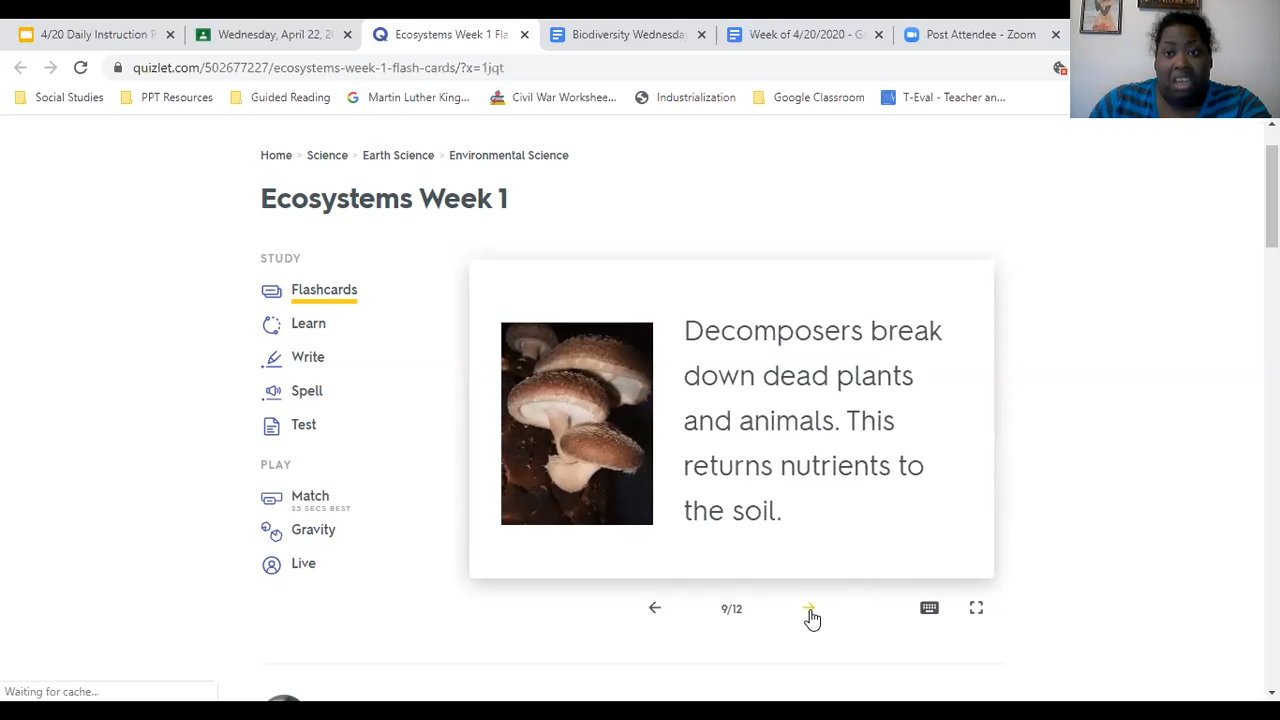 4/20 Daily Instruction P
Wednesday, April 22, 2
Ecosystems Week 1 Fla
Biodiversity Wednesda
Week of 4/20/2020 - G
Post Attendee - Zoom
quizlet.com/502677227/ecosystems-week-1-flash-cards/?x=1jqt
Social Studies
PPT Resources
Guided Reading
Martin Luther King...
Civil War Workshee...
Industrialization
Google Classroom
T-Eval - Teacher an...
Home > Science > Earth Science > Environmental Science
Ecosystems Week 1
STUDY
Flashcards
Learn
Write
Spell
Test
PLAY
Match
25 SECS BEST
Gravity
Live
Decomposers break
down dead plants
and animals. This
returns nutrients to
the soil.
9/12
Waiting for cache...